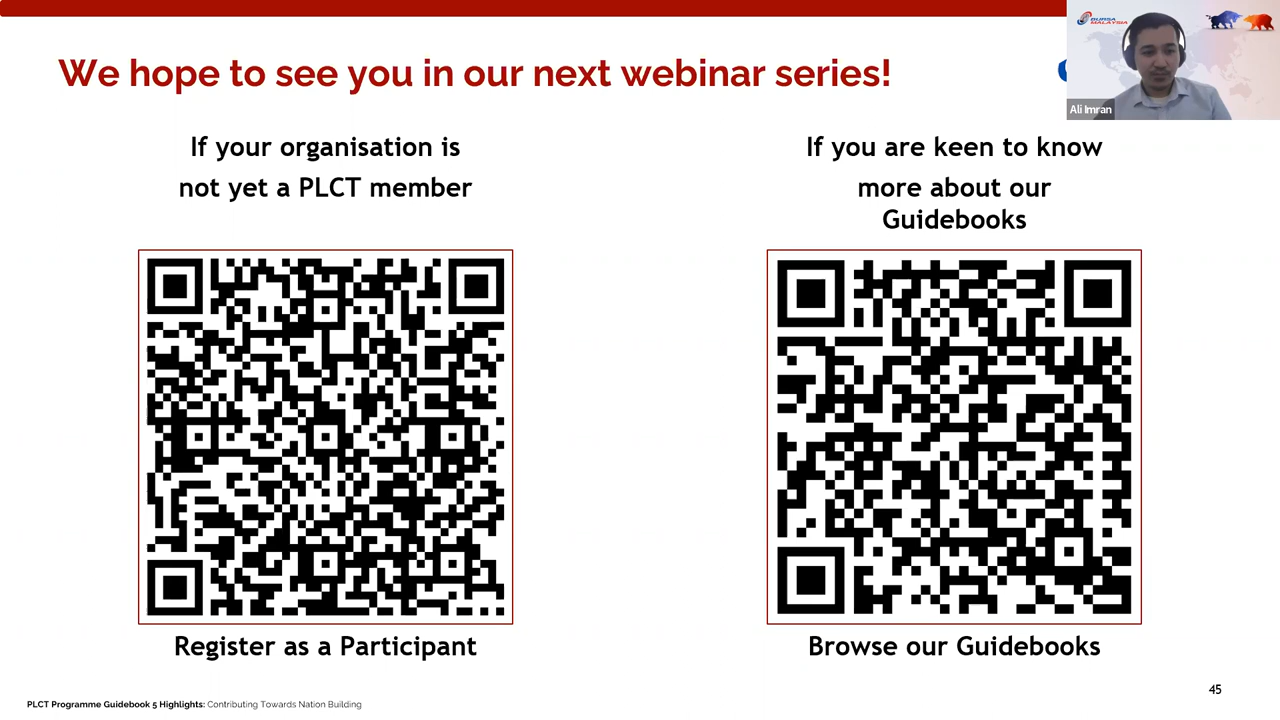 We hope to see you in our next webinar series!
BURSA
MALAYSIA
Ali Imran
If your organisation is
not yet a PLCT member
Register as a Participant
If you are keen to know
more about our
Guidebooks
Browse our Guidebooks
45
PLCT Programme Guidebook 5 Highlights: Contributing Towards Nation Building